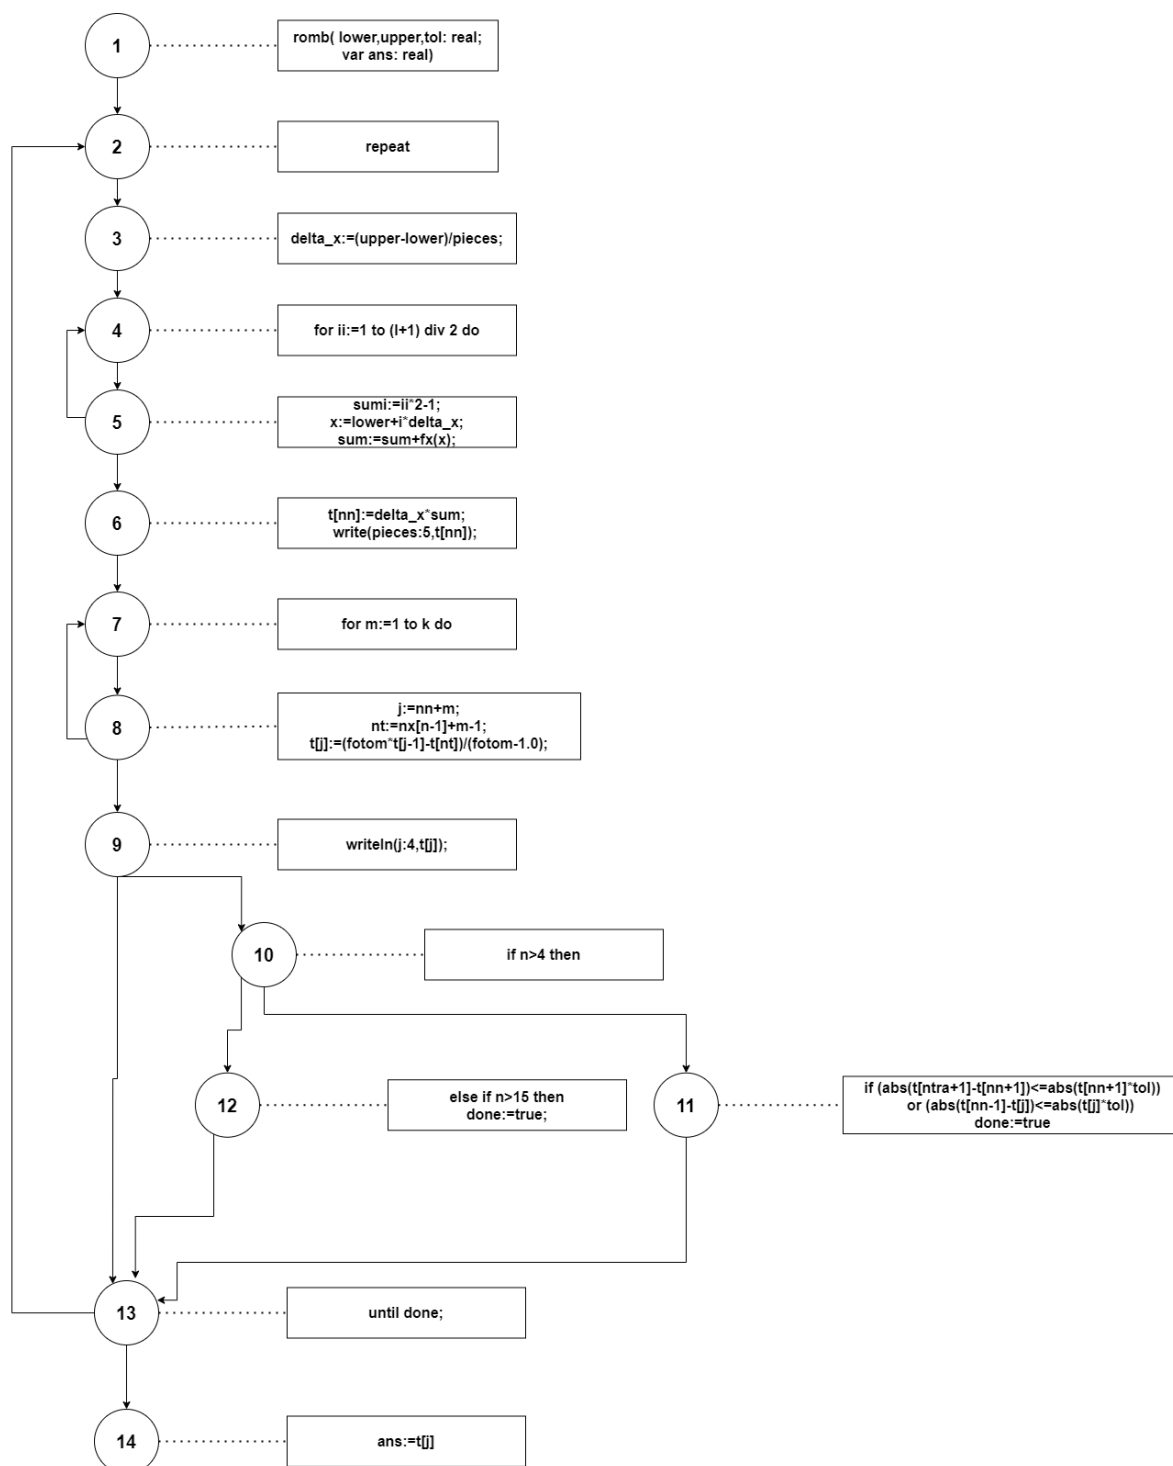 1
romb( lower,upper,tol: real;
var ans: real)
2
repeat
3
delta_x:=(upper-lower)/pieces;
4
for ii:=1 to (l+1) div 2 do
5
sumi:=ii*2-1;
x:=lower+i*delta_x;
sum:=sum+fx(x);
6
t[nn]:=delta_x*sum;
write(pieces:5,t[nn]);
7
for m:=1 to k do
8
j:=nn+m;
nt:=nx[n-1]+m-1;
t[j]:=(fotom*t[j-1]-t[nt])/(fotom-1.0);
9
writeln(j:4,t[j]);
10
if n>4 then
12
else if n>15 then
done:=true;
11
if (abs(t[ntra+1]-t[nn+1])<=abs(t[nn+1]*tol))
or (abs(t[nn-1]-t[j])<=abs(t[j]*tol))
done:=true
13
until done;
14
ans:=t[j]